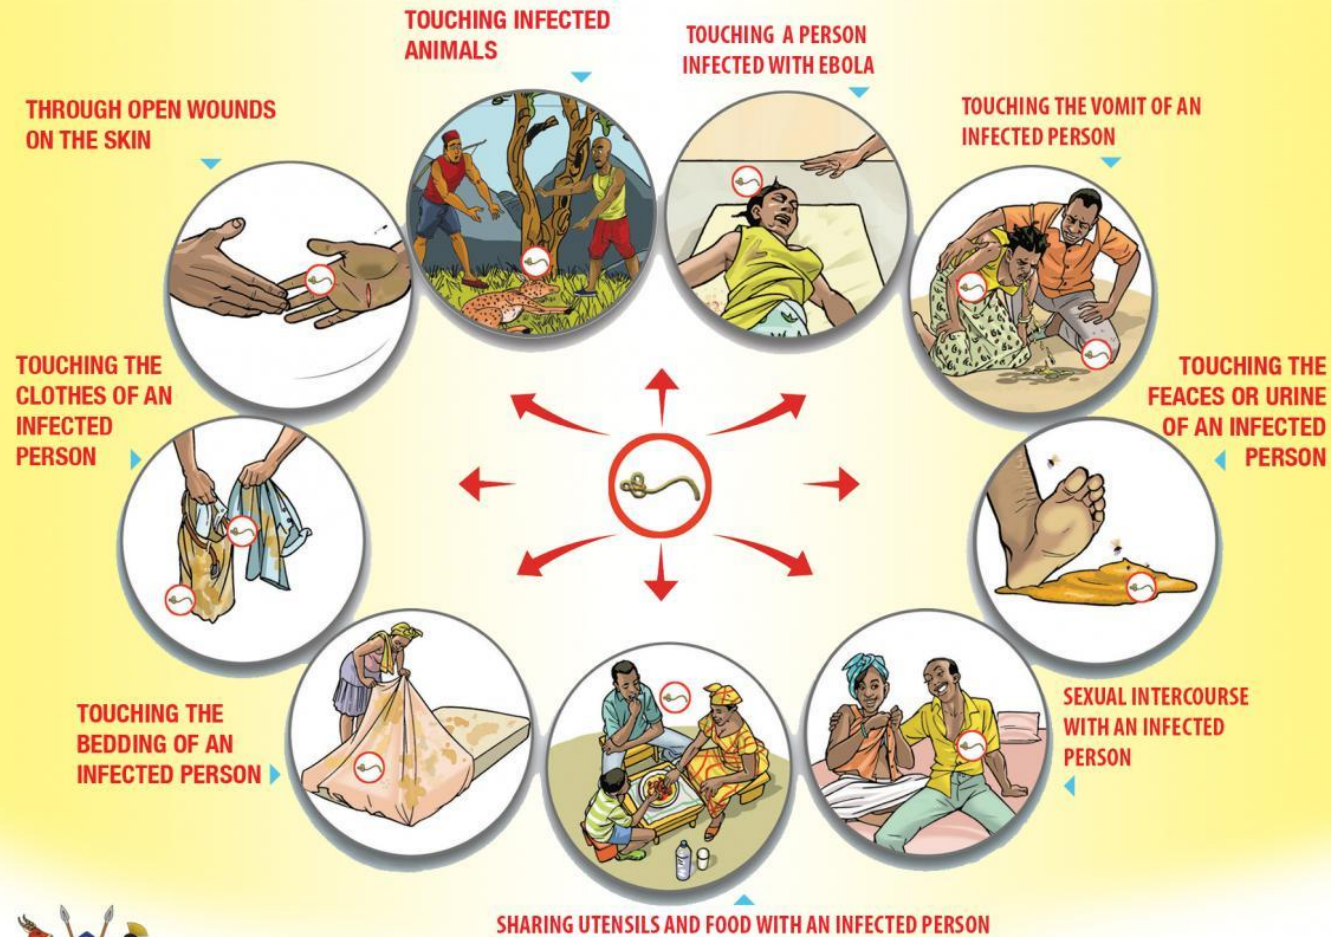 TOUCHING INFECTED
ANIMALS
TOUCHING A PERSON
INFECTED WITH EBOLA
TOUCHING THE VOMIT OF AN
INFECTED PERSON
TOUCHING THE
FEACES OR URINE
OF AN INFECTED
PERSON
SEXUAL INTERCOURSE
WITH AN INFECTED
PERSON
SHARING UTENSILS AND FOOD WITH AN INFECTED PERSON
TOUCHING THE
BEDDING OF AN
INFECTED PERSON
TOUCHING THE
CLOTHES OF AN
INFECTED
PERSON
THROUGH OPEN WOUNDS
ON THE SKIN